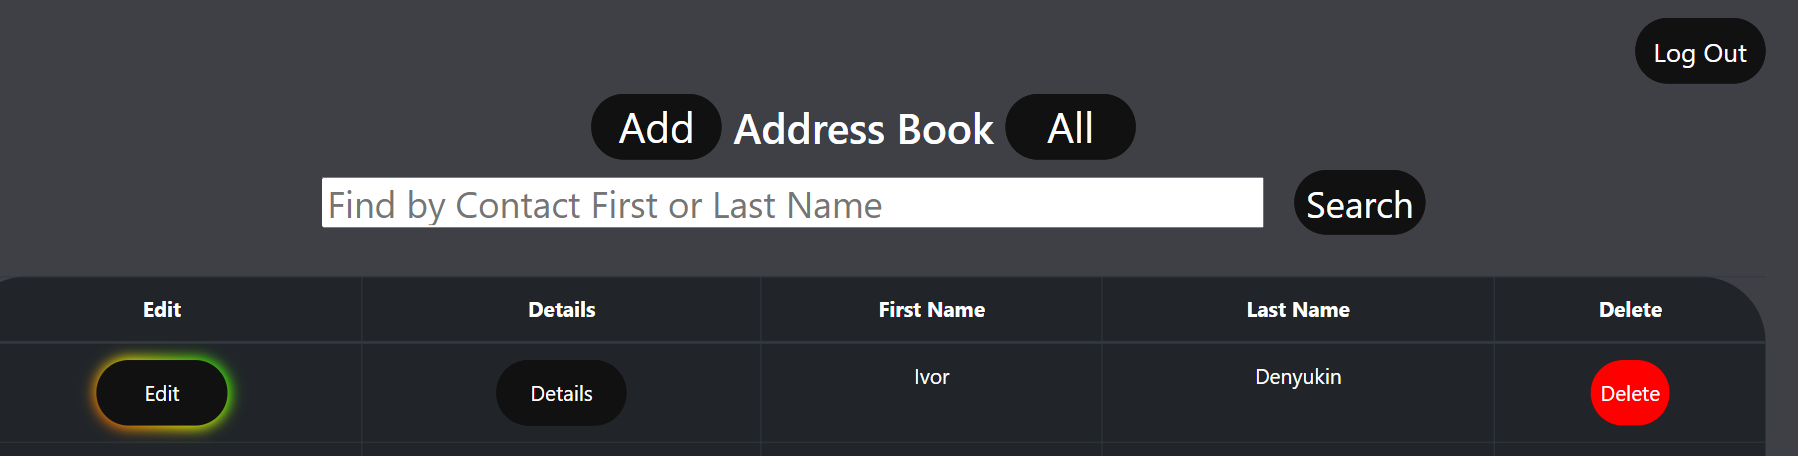 Log Out
Add Address Book All
Find by Contact First or Last Name Search
Edit Details First Name Last Name Delete
Edit Details Ivor Denyukin Delete